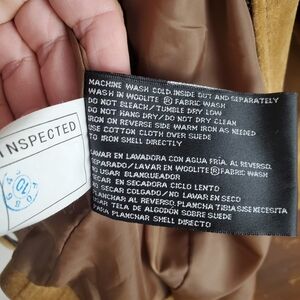 MACHINE WASH COLD. INSIDE OUT AND SEPARATELY
WASH IN WOOLITE ® FABRIC WASH
DO NOT BLEACH/TUMBLE DRY LOW
DO NOT HANG DRY/DO NOT DRY CLEAN
IRON ON REVERSE SIDE WARM IRON AS NEEDED
USE COTTON CLOTH OVER SUEDE
TO IRON SHELL DIRECTLY
LAVAR EN LAVADORA CON AGUA FRIA. AL REVERSO.
SEPARADO/LAVAR EN WOOLITE ® FABRIC WASH
NO USAR BLANQUEADOR
SECAR EN SECADORA CICLO LENTO
NO SECAR COLGADO/NO LAVAR EN SECO
PLANCHAR AL REVERSO. PLANCHA TIBIA SI SE NECESITA
USAR TELA DE ALGODON SOBRE SUEDE
PARA PLANCHAR SHELL DIRECTO
INSPECTED